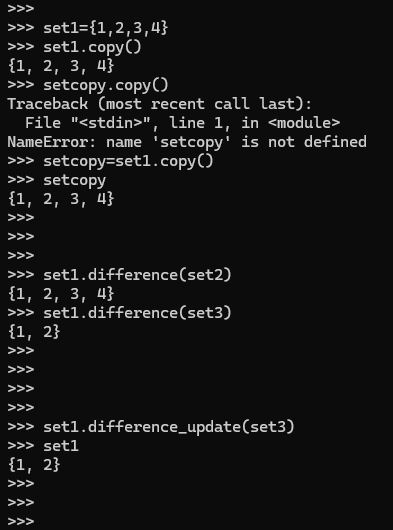 >>>
>>> set1={1,2,3,4}
>>> set1.copy()
{1, 2, 3, 4}
>>> setcopy.copy()
Traceback (most recent call last):
  File "<stdin>", line 1, in <module>
NameError: name 'setcopy' is not defined
>>> setcopy=set1.copy()
>>> setcopy
{1, 2, 3, 4}
>>>
>>>
>>>
>>> set1.difference(set2)
{1, 2, 3, 4}
>>> set1.difference(set3)
{1, 2}
>>>
>>>
>>>
>>>
>>> set1.difference_update(set3)
>>> set1
{1, 2}
>>>
>>>
>>>